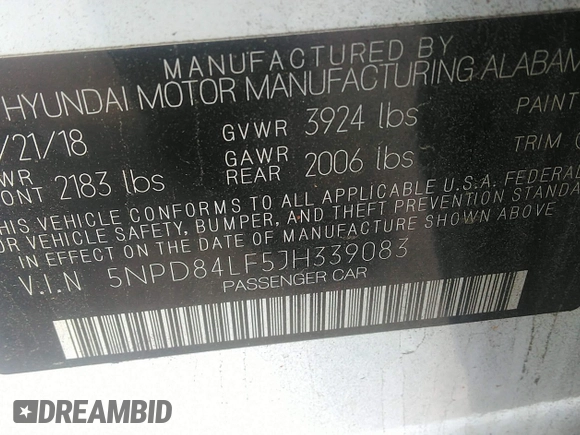 MANUFACTURED BY
HYUNDAI MOTOR MANUFACTURING ALABAM
/21/18 GVWR 3924 lbs PAINT
WR GAWR TRIM
ONT 2183 lbs REAR 2006 lbs
THIS VEHICLE CONFORMS TO ALL APPLICABLE U.S.A. FEDERAL
OR VEHICLE SAFETY, BUMPER, AND THEFT PREVENTION STANDA
IN EFFECT ON THE DATE OF MANUFACTURE SHOWN ABOVE
V.I.N 5NPD84LF5JH339083
PASSENGER CAR
DREAMBID